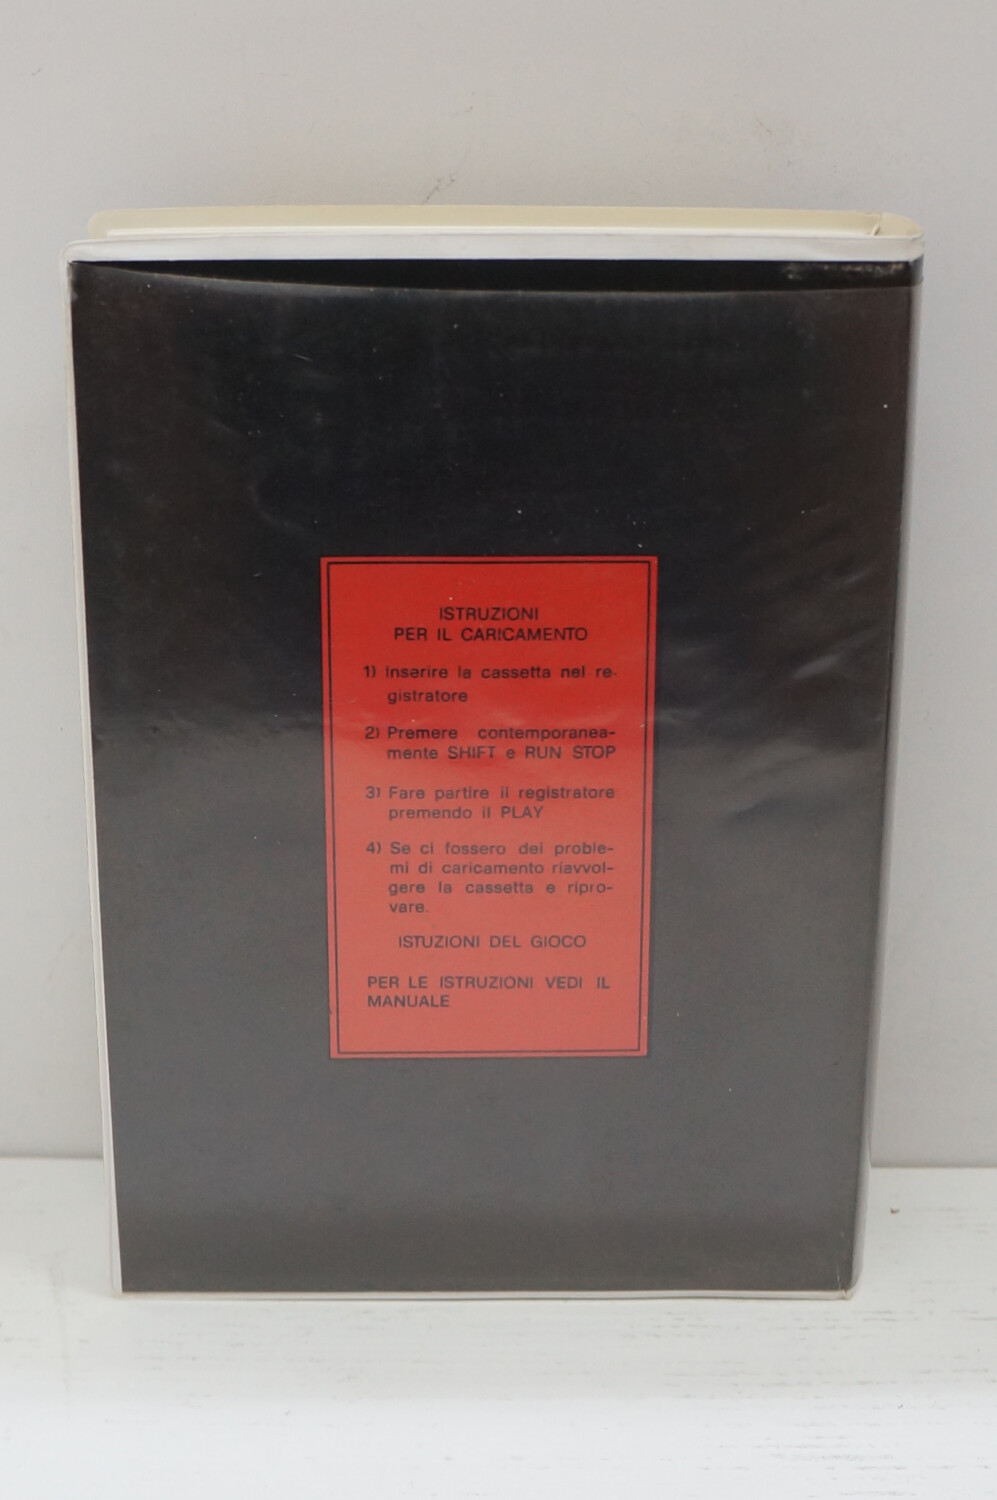 ISTRUZIONI
PER IL CARICAMENTO
1) Inserire la cassetta nel re-
gistratore
2) Premere contemporanea-
mente SHIFT e RUN STOP
3) Fare partire il registratore
premendo il PLAY
4) Se ci fossero dei proble-
mi di caricamento riavvol-
gere la cassetta e ripro-
vare.
ISTUZIONI DEL GIOCO
PER LE ISTRUZIONI VEDI IL
MANUALE